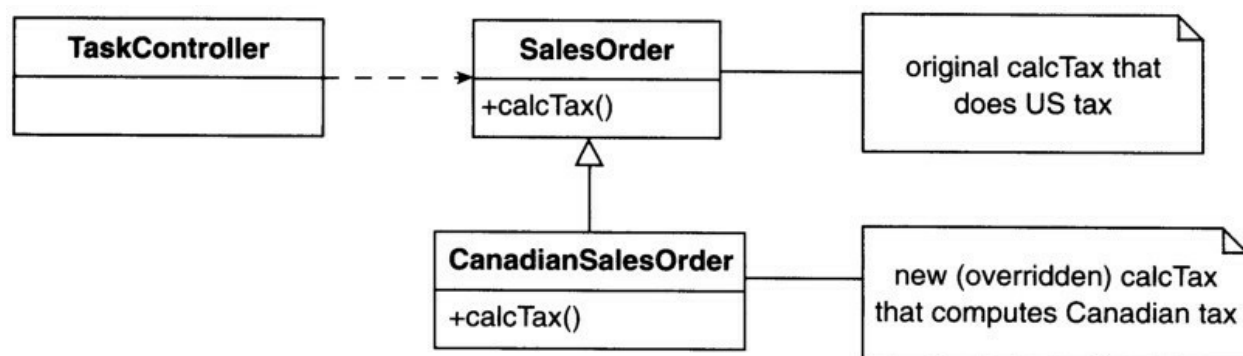 TaskController
SalesOrder
+calcTax()
original calcTax that
does US tax
CanadianSalesOrder
+calcTax()
new (overridden) calcTax
that computes Canadian tax